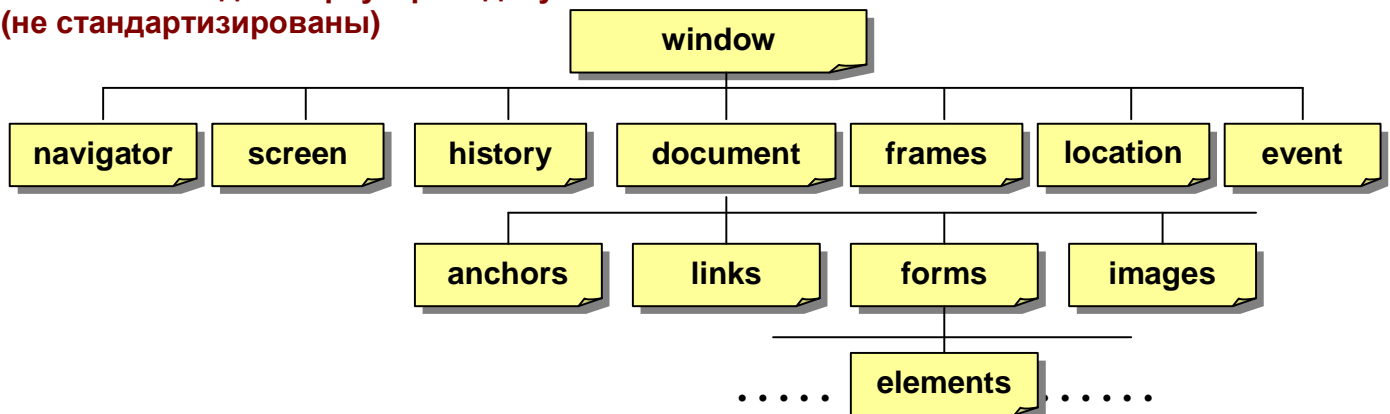 (не стандартизированы)
window
navigator screen history document frames location event
anchors links forms images
elements